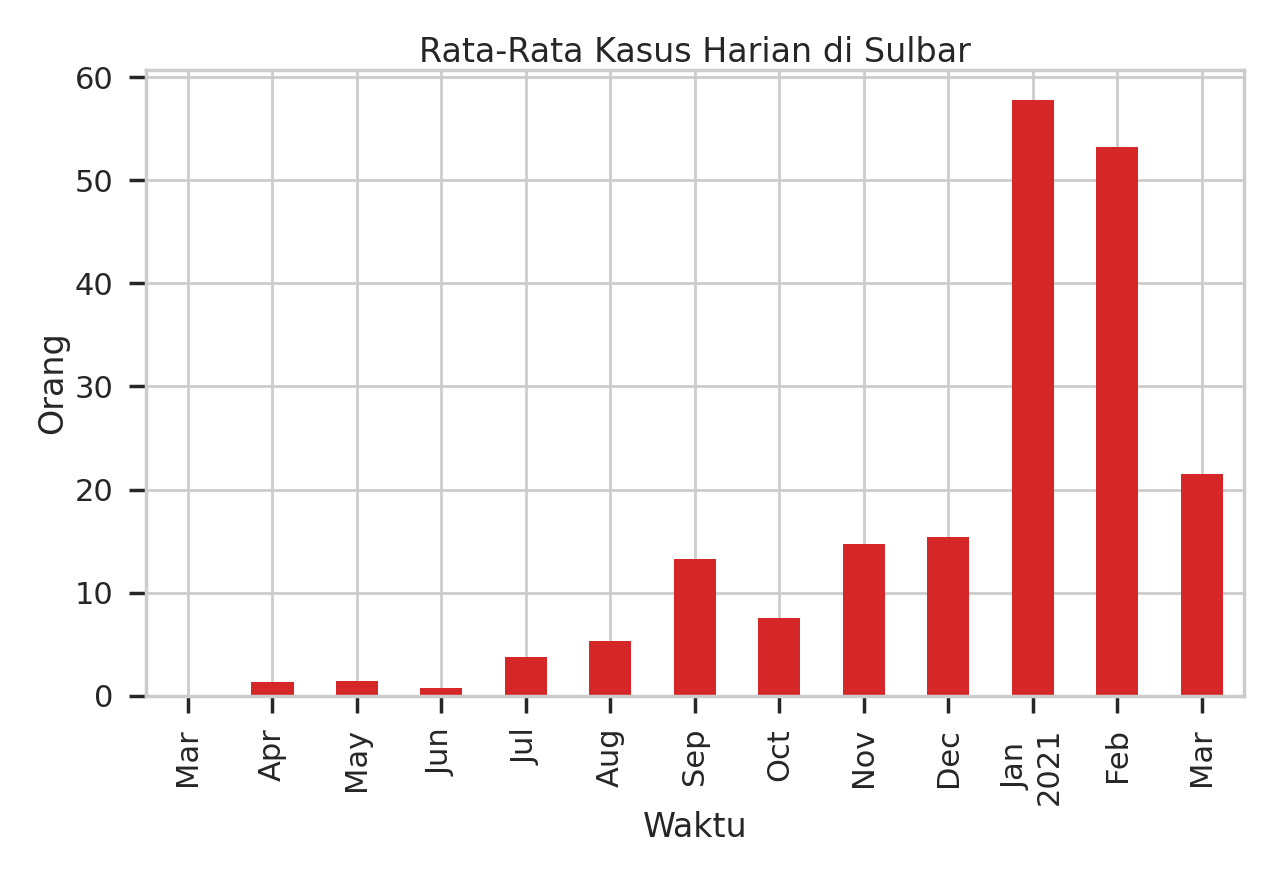 Rata-Rata Kasus Harian di Sulbar
60
50
40
30
20
10
0
Orang
Mar
Apr
May
Jun
Jul
Aug
Sep
Oct
Nov
Dec
Jan
2021
Feb
Mar
Waktu